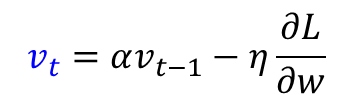 v_t = αv_{t−1} − η ∂L/∂w